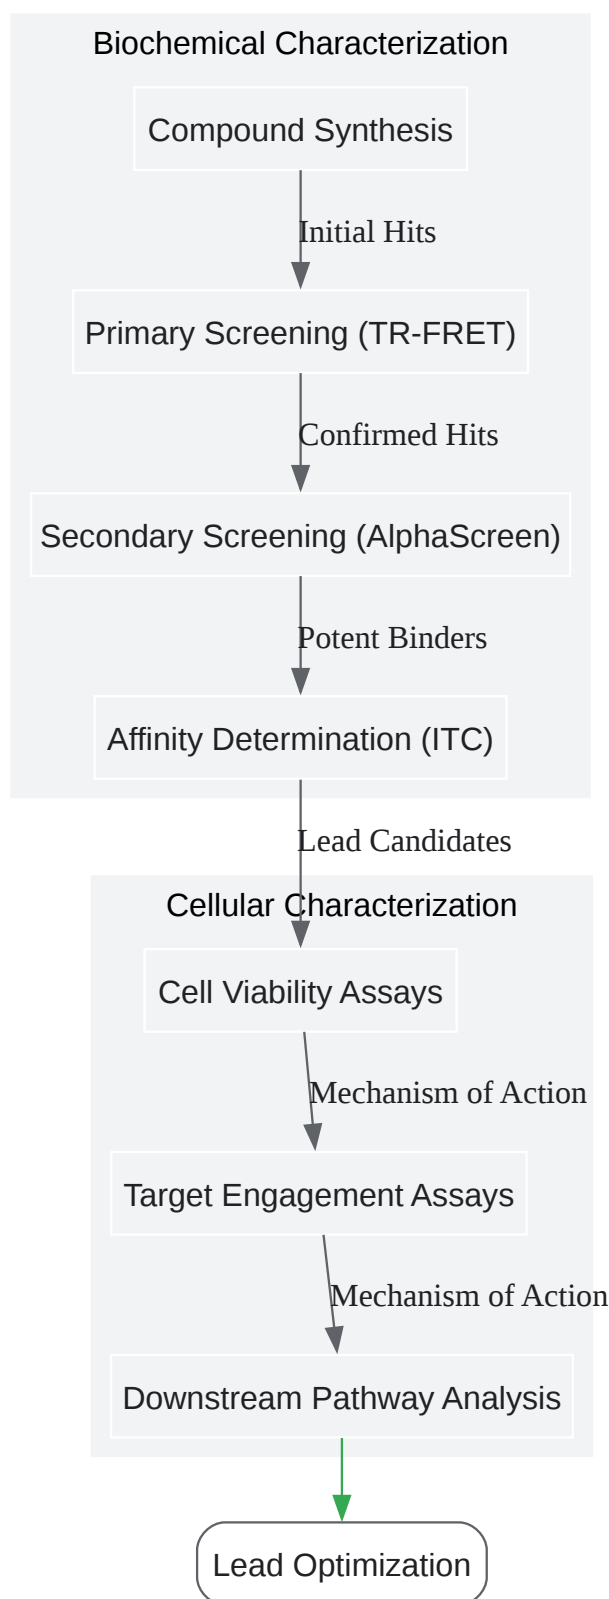 Biochemical Characterization
Compound Synthesis
Initial Hits
Primary Screening (TR-FRET)
Confirmed Hits
Secondary Screening (AlphaScreen)
Potent Binders
Affinity Determination (ITC)
Lead Candidates
Cellular Characterization
Cell Viability Assays
Mechanism of Action
Target Engagement Assays
Mechanism of Action
Downstream Pathway Analysis
Lead Optimization